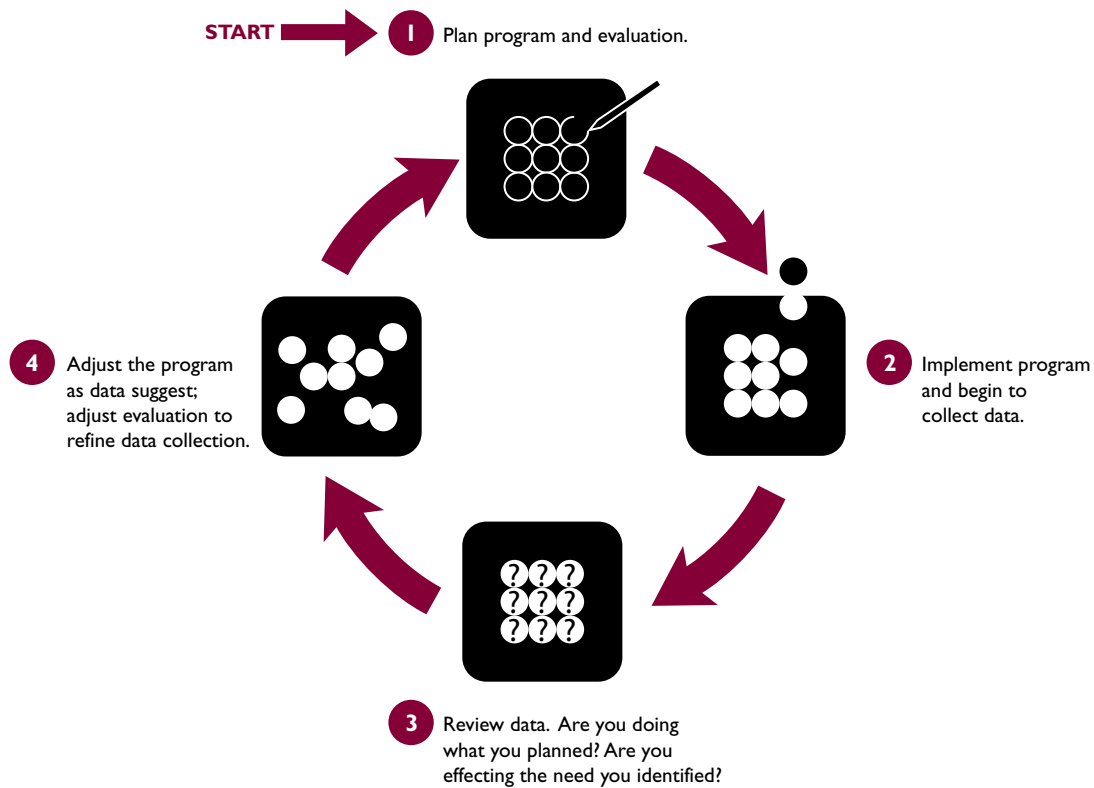 START 1 Plan program and evaluation.
2 Implement program
and begin to
collect data.
? ? ?
? ? ?
? ? ?
3 Review data. Are you doing
what you planned? Are you
effecting the need you identified?
4 Adjust the program
as data suggest;
adjust evaluation to
refine data collection.